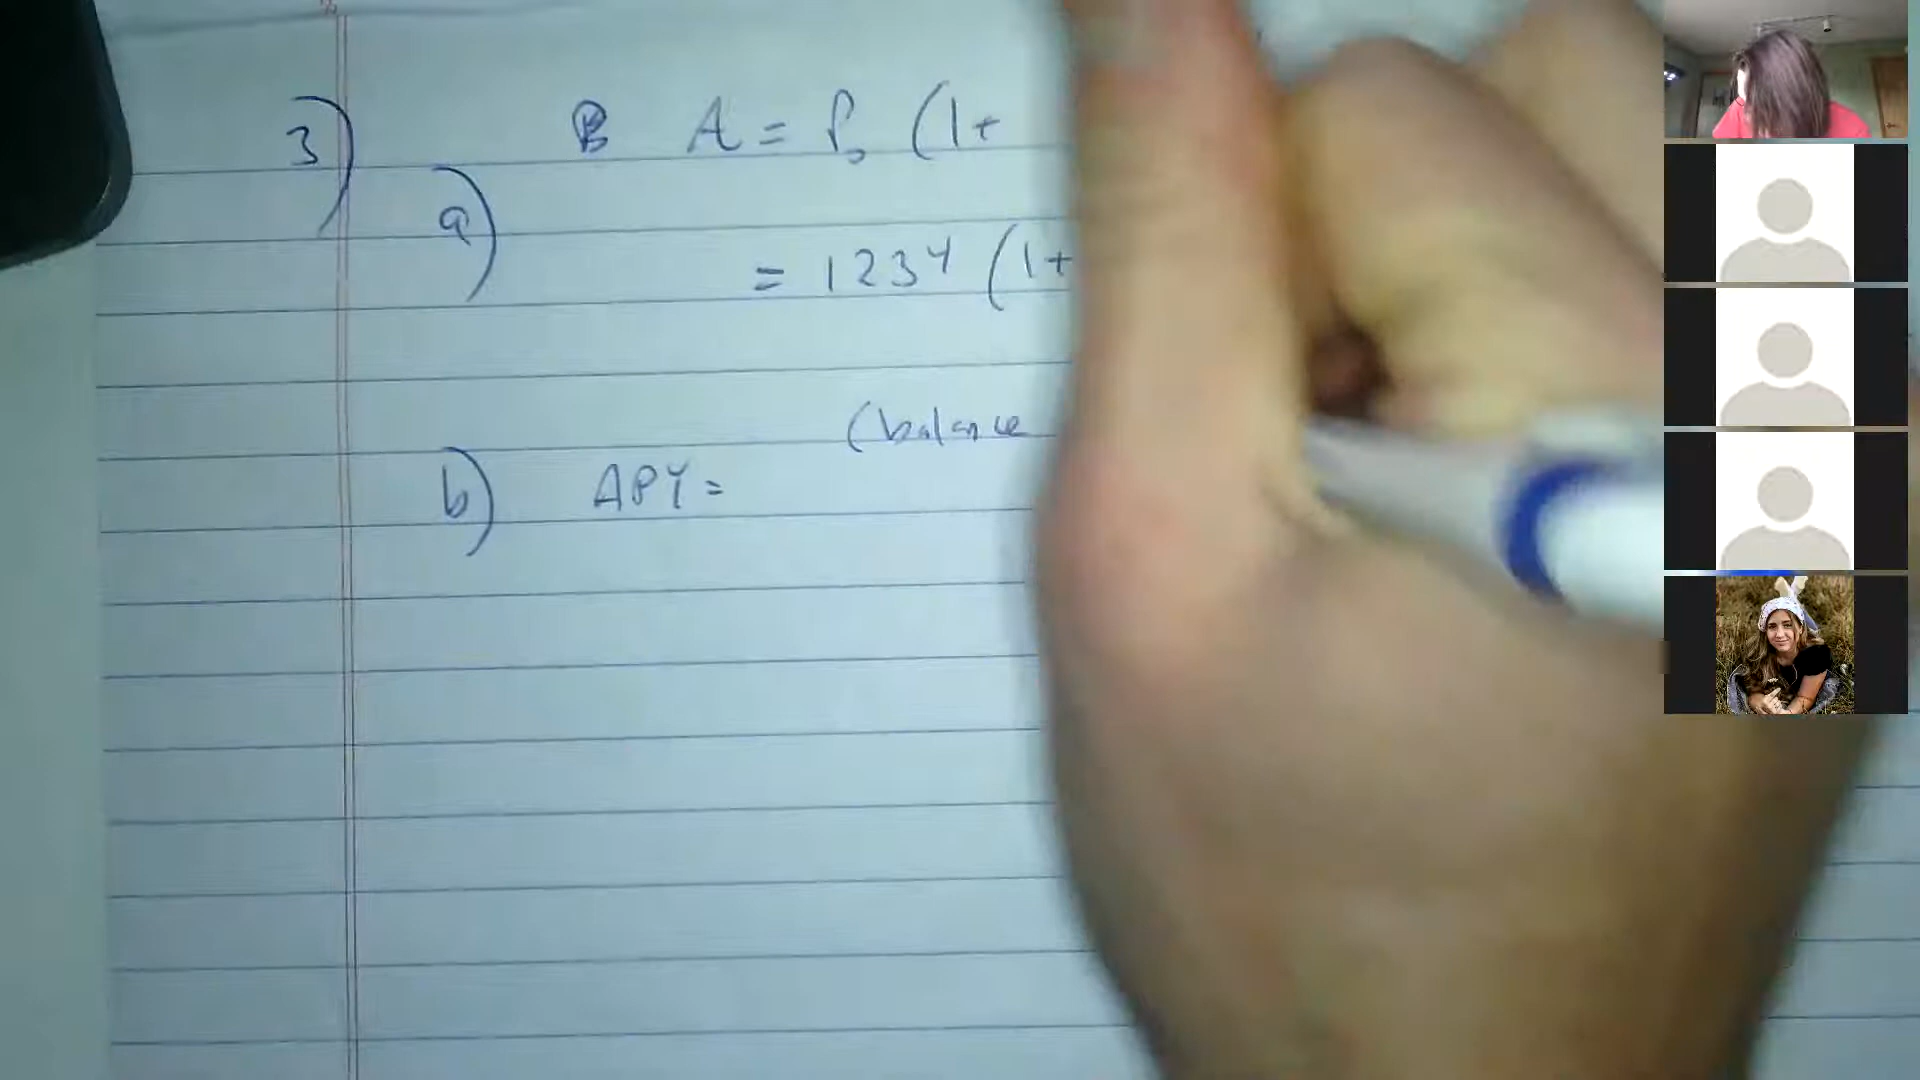 3) B A = P₀ (1+
a)
= 1234 (1+
(balance
b) APY =